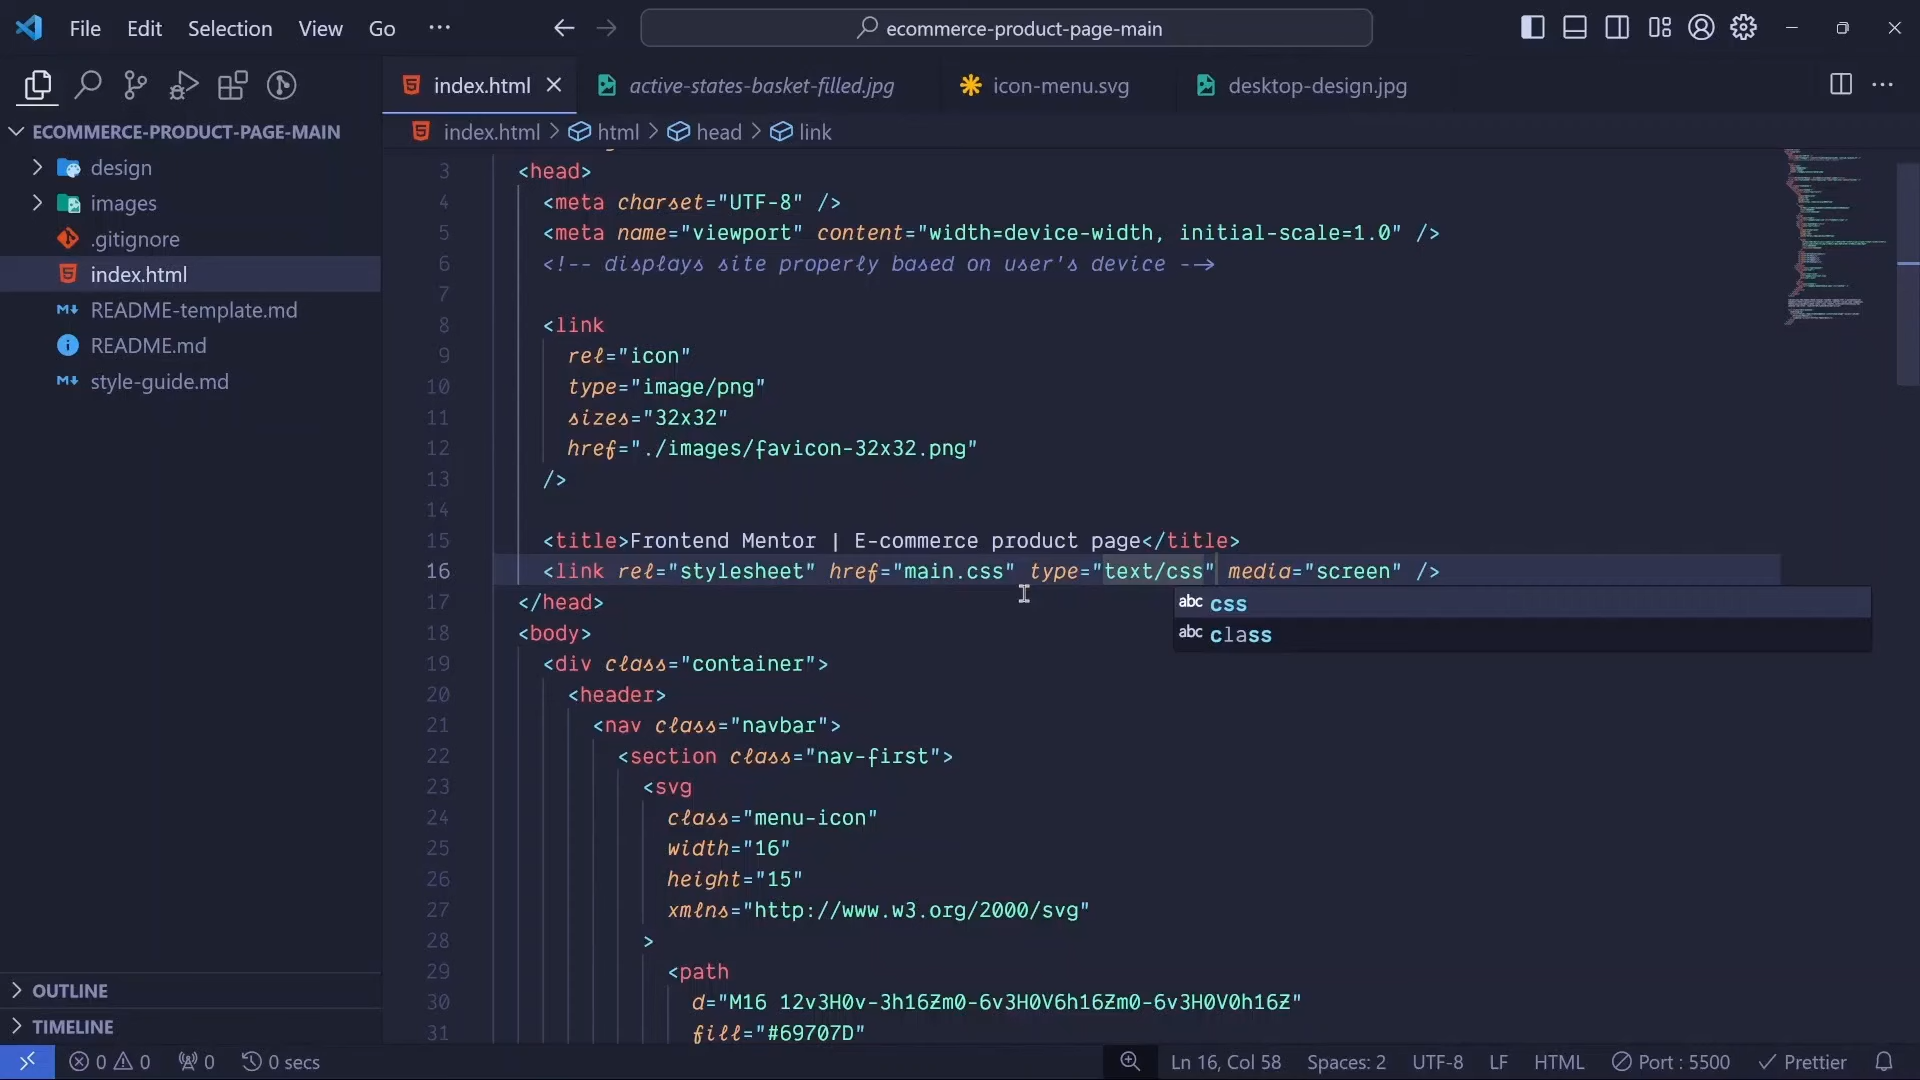 File Edit Selection View Go ··· ecommerce-product-page-main
index.html active-states-basket-filled.jpg icon-menu.svg desktop-design.jpg
ECOMMERCE-PRODUCT-PAGE-MAIN
design
images
.gitignore
index.html
README-template.md
README.md
style-guide.md
OUTLINE
TIMELINE
index.html > html > head > link
3 <head>
4 <meta charset="UTF-8" />
5 <meta name="viewport" content="width=device-width, initial-scale=1.0" />
6 <!-- displays site properly based on user's device -->
7
8 <link
9 rel="icon"
10 type="image/png"
11 sizes="32x32"
12 href="./images/favicon-32x32.png"
13 />
14
15 <title>Frontend Mentor | E-commerce product page</title>
16 <link rel="stylesheet" href="main.css" type="text/css" media="screen" />
abc css
abc class
17 </head>
18 <body>
19 <div class="container">
20 <header>
21 <nav class="navbar">
22 <section class="nav-first">
23 <svg
24 class="menu-icon"
25 width="16"
26 height="15"
27 xmlns="http://www.w3.org/2000/svg"
28 >
29 <path
30 d="M16 12v3H0v-3h16Zm0-6v3H0V6h16Zm0-6v3H0V0h16Z"
31 fill="#69707D"
0 0 0 0 secs Ln 16, Col 58 Spaces: 2 UTF-8 LF HTML Port : 5500 Prettier